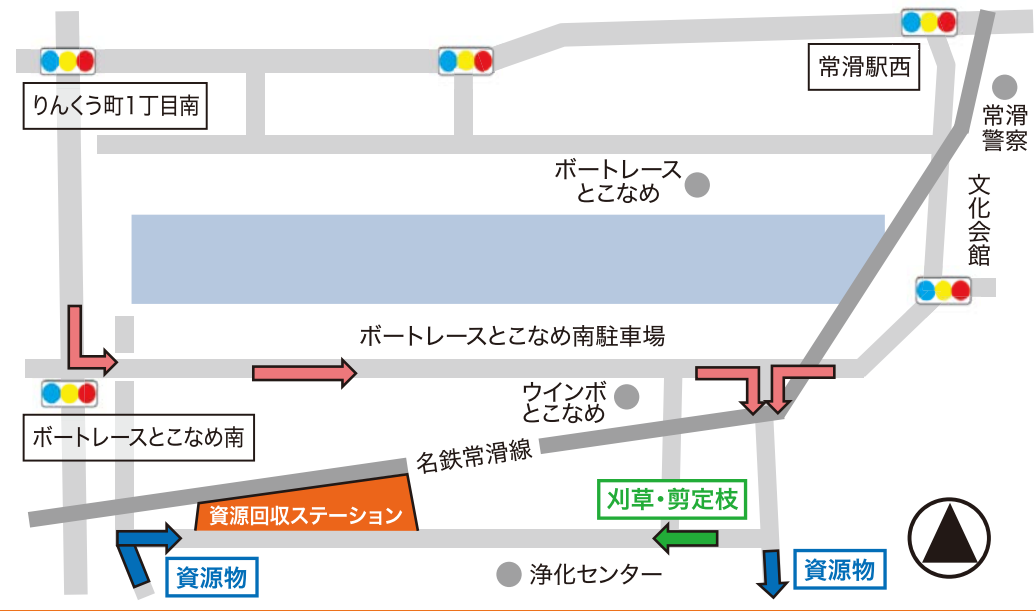 常滑駅西
りんくう町1丁目南
常滑
警察
ボートレース
とこなめ
文化会館
ボートレースとこなめ南駐車場
ウインボ
とこなめ
ボートレースとこなめ南
名鉄常滑線
刈草・剪定枝
資源回収ステーション
資源物
浄化センター
資源物